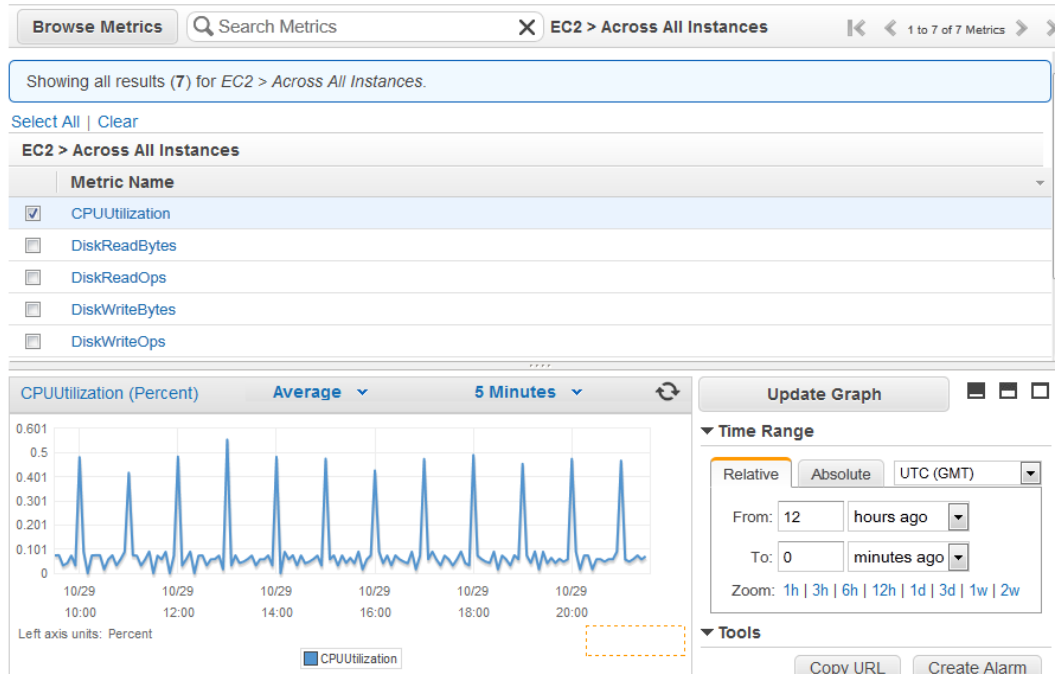 Browse Metrics Search Metrics X EC2 > Across All Instances 1 to 7 of 7 Metrics
Showing all results (7) for EC2 > Across All Instances.
Select All | Clear
EC2 > Across All Instances
Metric Name
CPUUtilization
DiskReadBytes
DiskReadOps
DiskWriteBytes
DiskWriteOps
CPUUtilization (Percent) Average 5 Minutes
0.601
0.5
0.401
0.301
0.201
0.101
0
10/29 10/29 10/29 10/29 10/29 10/29
10:00 12:00 14:00 16:00 18:00 20:00
Left axis units: Percent
CPUUtilization
Update Graph
Time Range
Relative Absolute UTC (GMT)
From: 12 hours ago
To: 0 minutes ago
Zoom: 1h | 3h | 6h | 12h | 1d | 3d | 1w | 2w
Tools
Copy URL Create Alarm